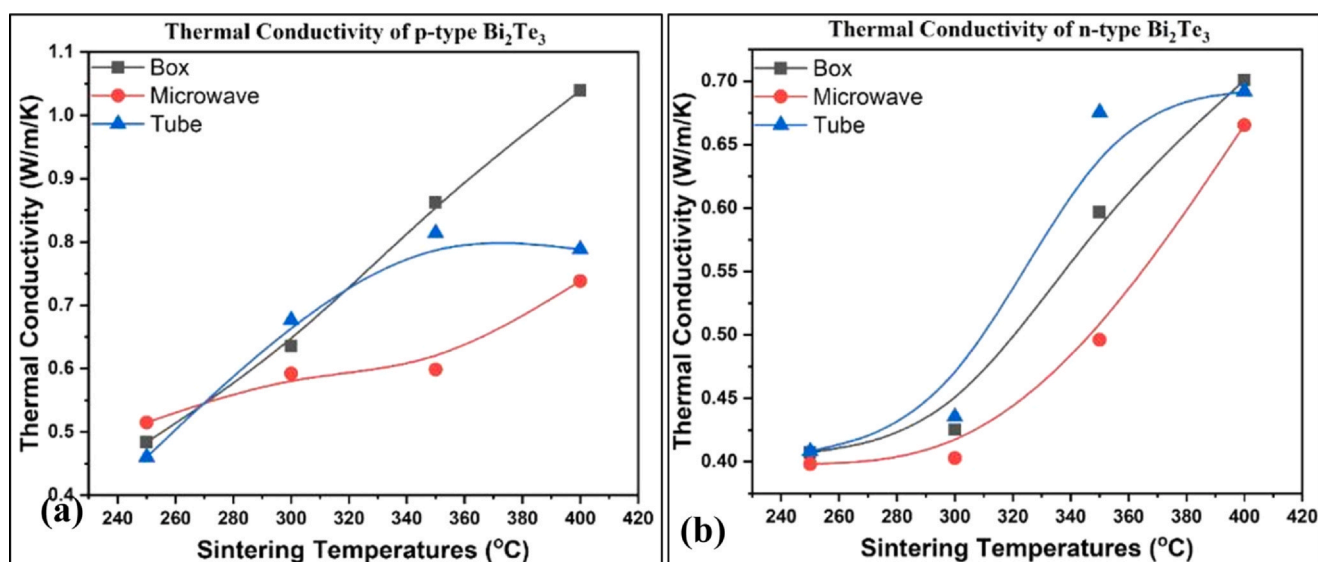 Thermal Conductivity of p-type Bi₂Te₃
Box
Microwave
Tube
Thermal Conductivity (W/m/K)
1.1
1.0
0.9
0.8
0.7
0.6
0.5
0.4
240 260 280 300 320 340 360 380 400 420
Sintering Temperatures (°C)
(a)
Thermal Conductivity of n-type Bi₂Te₃
Box
Microwave
Tube
Thermal Conductivity (W/m/K)
0.70
0.65
0.60
0.55
0.50
0.45
0.40
240 260 280 300 320 340 360 380 400 420
Sintering Temperatures (°C)
(b)